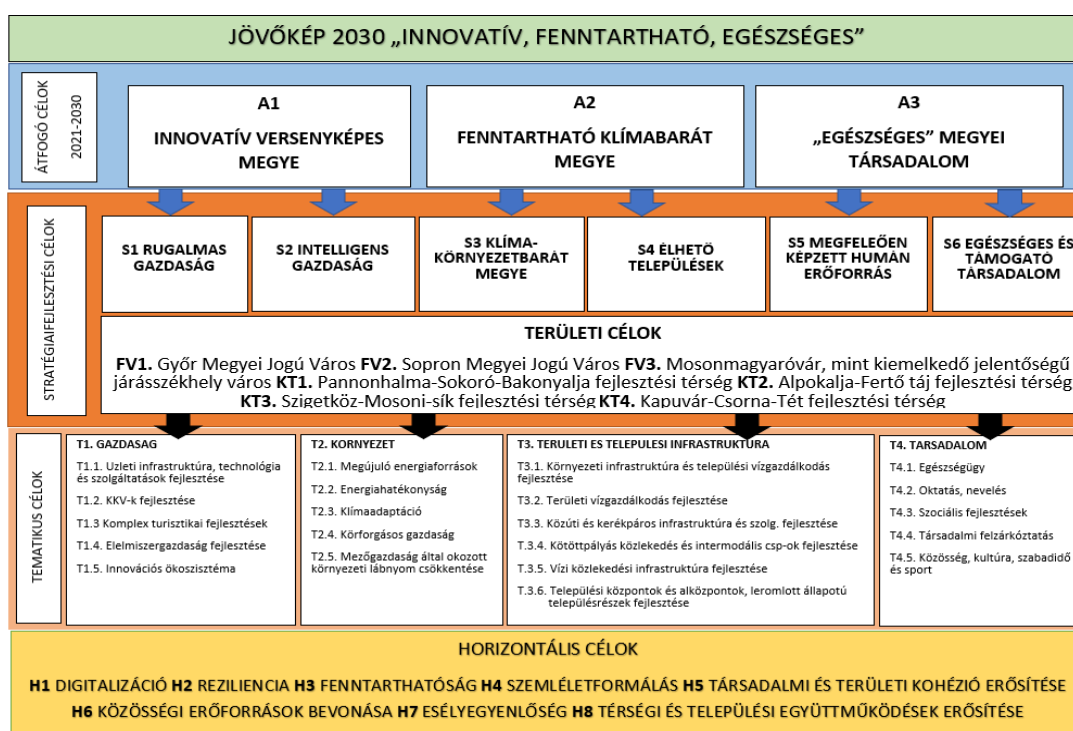 JÖVŐKÉP 2030 „INNOVATÍV, FENNTARTHATÓ, EGÉSZSÉGES”
ÁTFOGÓ CÉLOK
2021-2030
A1
INNOVATÍV VERSENYKÉPES
MEGYE
A2
FENNTARTHATÓ KLÍMABARÁT
MEGYE
A3
„EGÉSZSÉGES” MEGYEI
TÁRSADALOM
STRATÉGIAIFEJLESZTÉSI CÉLOK
S1 RUGALMAS
GAZDASÁG
S2 INTELLIGENS
GAZDASÁG
S3 KLÍMA-
KÖRNYEZETBARÁT
MEGYE
S4 ÉLHETŐ
TELEPÜLÉSEK
S5 MEGFELEŐEN
KÉPZETT HUMÁN
ERŐFORRÁS
S6 EGÉSZSÉGES ÉS
TÁMOGATÓ
TÁRSADALOM
TERÜLETI CÉLOK
FV1. Győr Megyei Jogú Város FV2. Sopron Megyei Jogú Város FV3. Mosonmagyaróvár, mint kiemelkedő jelentőségű
járásszékhely város KT1. Pannonhalma-Sokoró-Bakonyalja fejlesztési térség KT2. Alpokalja-Fertő táj fejlesztési térség
KT3. Szigetköz-Mosoni-sík fejlesztési térség KT4. Kapuvár-Csorna-Tét fejlesztési térség
TEMATIKUS CÉLOK
T1. GAZDASAG
T1.1. Uzleti infrastruktúra, technológia
és szolgáltatások fejlesztése
T1.2. KKV-k fejlesztése
T1.3 Komplex turisztikai fejlesztések
T1.4. Elelmiszergazdaság fejlesztése
T1.5. Innovációs ökoszisztéma
T2. KORNYEZET
T2.1. Megújuló energiaforrások
T2.2. Energiahatékonyság
T2.3. Klímaadaptáció
T2.4. Körforgásos gazdaság
T2.5. Mezőgazdaság által okozott
környezeti lábnyom csökkentése
T3. TERULETI ES TELEPULESI INFRASTRUKTÚRA
T3.1. Környezeti infrastruktúra és települési vízgazdálkodás
fejlesztése
T3.2. Területi vízgazdálkodás fejlesztése
T3.3. Közúti és kerékpáros infrastruktúra és szolg. fejlesztése
T.3.4. Kötöttpályás közlekedés és intermodális csp-ok fejlesztése
T.3.5. Vízi közlekedési infrastruktúra fejlesztése
T.3.6. Települési központok és alközpontok, leromlott állapotú
településrészek fejlesztése
T4. TARSADALOM
T4.1. Egészségügy
T4.2. Oktatás, nevelés
T4.3. Szociális fejlesztések
T4.4. Társadalmi felzárkóztatás
T4.5. Közösség, kultúra, szabadidő
és sport
HORIZONTÁLIS CÉLOK
H1 DIGITALIZÁCIÓ H2 REZILIENCIA H3 FENNTARTHATÓSÁG H4 SZEMLÉLETFORMÁLÁS H5 TÁRSADALMI ÉS TERÜLETI KOHÉZIÓ ERŐSÍTÉSE
H6 KÖZÖSSÉGI ERŐFORRÁSOK BEVONÁSA H7 ESÉLYEGYENLŐSÉG H8 TÉRSÉGI ÉS TELEPÜLÉSI EGYÜTTMŰKÖDÉSEK ERŐSÍTÉSE